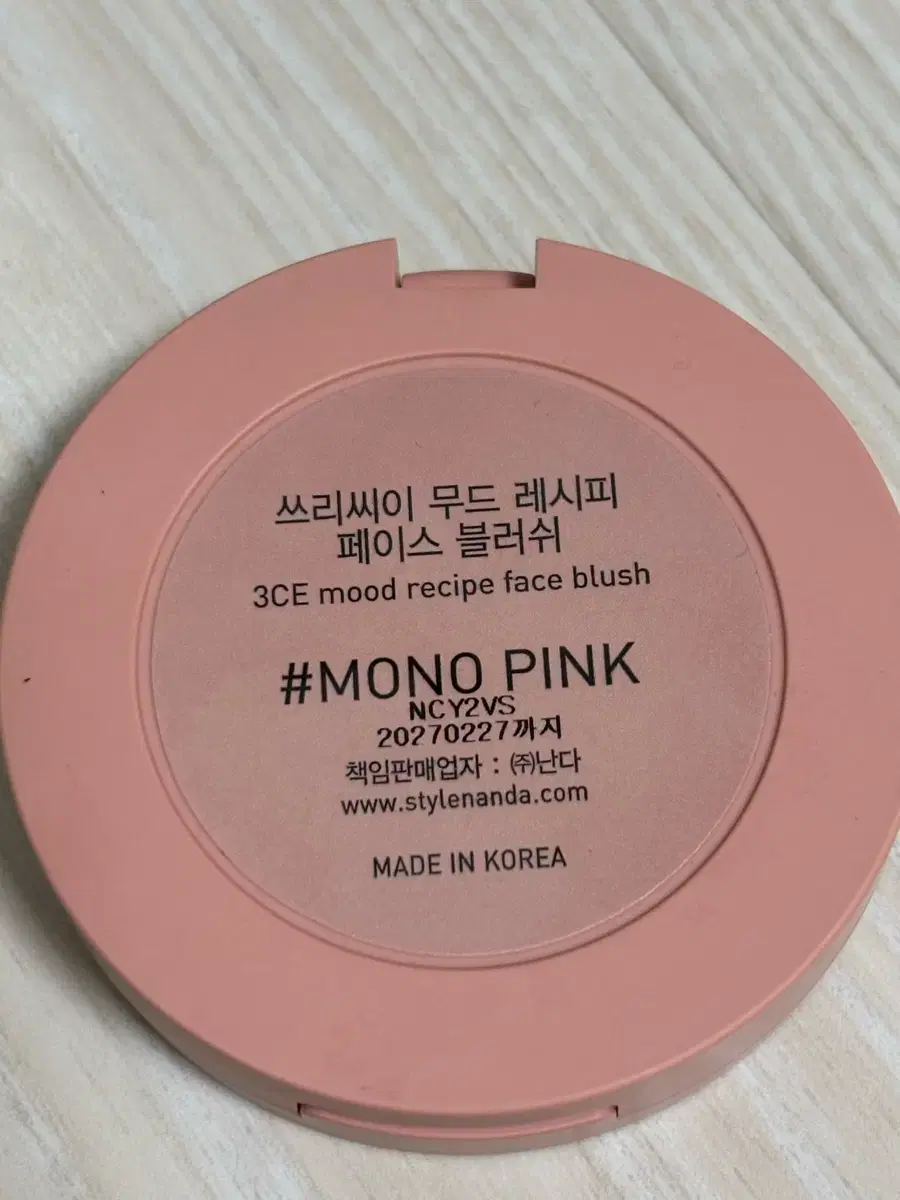 쓰리씨이 무드 레시피
페이스 블러쉬
3CE mood recipe face blush
#MONO PINK
NCY2VS
20270227까지
책임판매업자 : ㈜난다
www.stylenanda.com
MADE IN KOREA